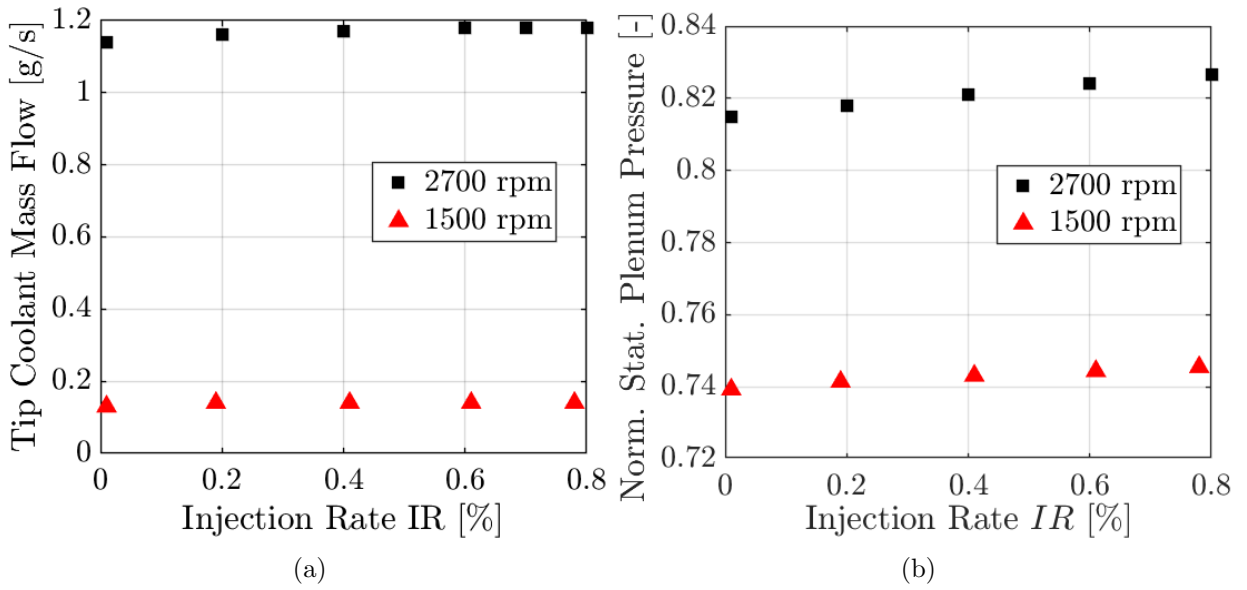 Tip Coolant Mass Flow [g/s]
1.2
1
0.8
0.6
0.4
0.2
0
2700 rpm
1500 rpm
0 0.2 0.4 0.6 0.8
Injection Rate IR [%]
(a)
Norm. Stat. Plenum Pressure [-]
0.84
0.82
0.8
0.78
0.76
0.74
0.72
2700 rpm
1500 rpm
0 0.2 0.4 0.6 0.8
Injection Rate IR [%]
(b)